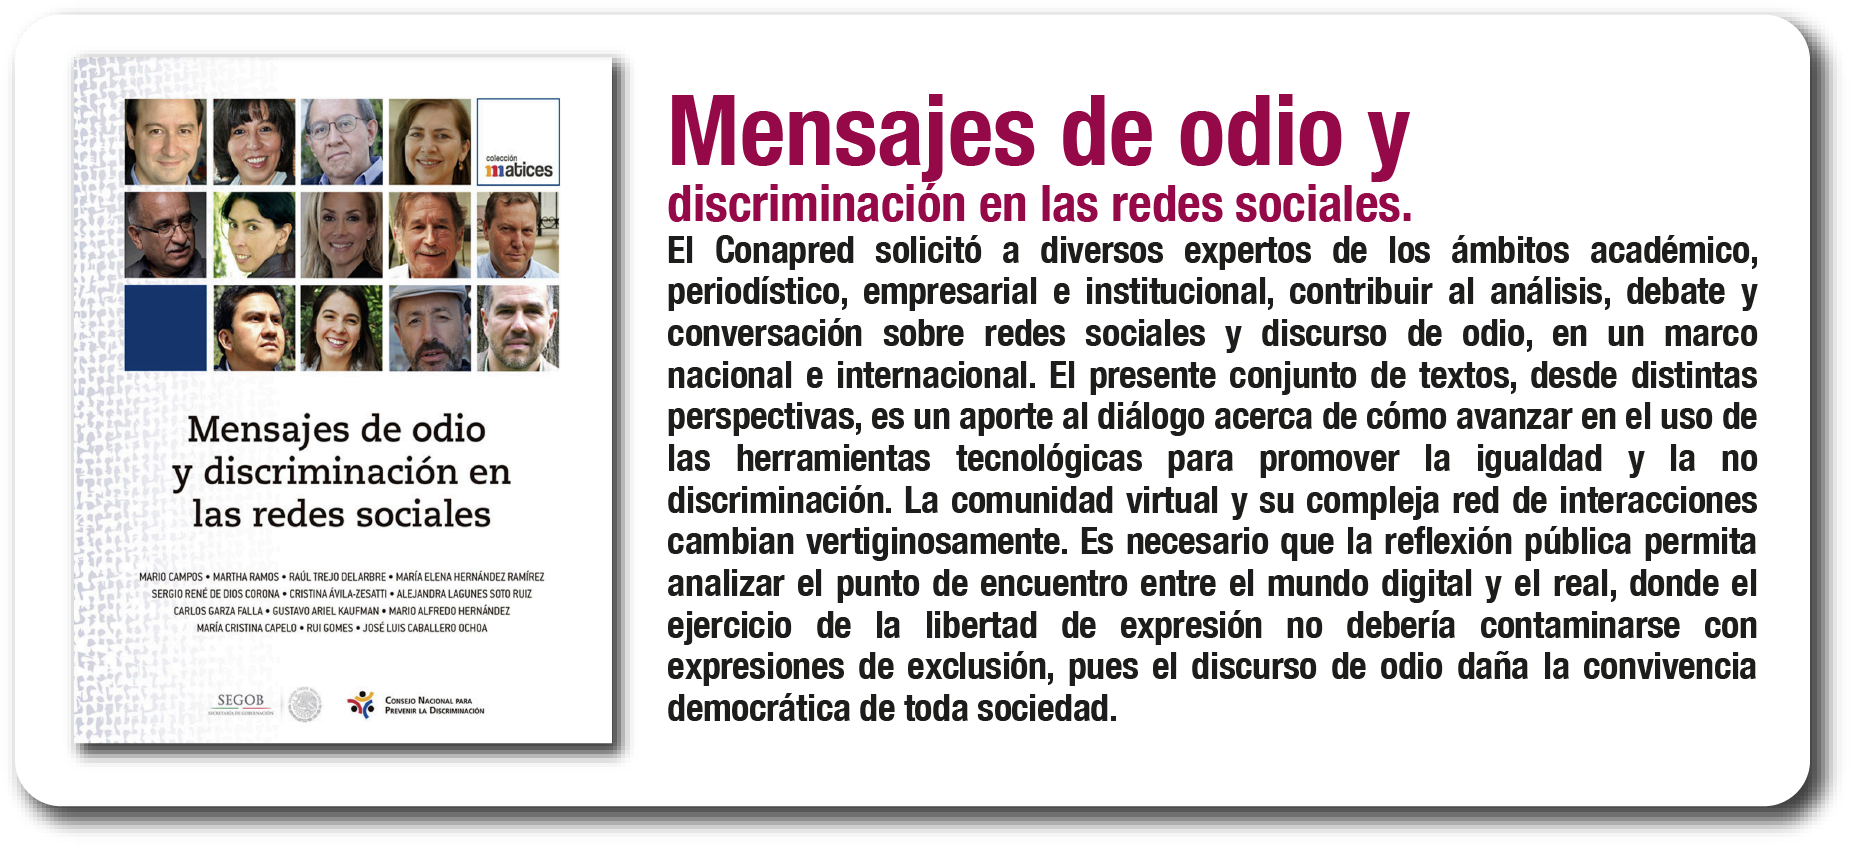 colección
matices
Mensajes de odio
y discriminación en
las redes sociales
MARIO CAMPOS • MARTHA RAMOS • RAÚL TREJO DELARBRE • MARÍA ELENA HERNÁNDEZ RAMÍREZ
SERGIO RENÉ DE DIOS CORONA • CRISTINA ÁVILA-ZESATTI • ALEJANDRA LAGUNES SOTO RUIZ
CARLOS GARZA FALLA • GUSTAVO ARIEL KAUFMAN • MARIO ALFREDO HERNÁNDEZ
MARÍA CRISTINA CAPELO • RUI GOMES • JOSÉ LUIS CABALLERO OCHOA
SEGOB
SECRETARÍA DE GOBERNACIÓN
CONSEJO NACIONAL PARA
PREVENIR LA DISCRIMINACIÓN
Mensajes de odio y
discriminación en las redes sociales.
El Conapred solicitó a diversos expertos de los ámbitos académico,
periodístico, empresarial e institucional, contribuir al análisis, debate y
conversación sobre redes sociales y discurso de odio, en un marco
nacional e internacional. El presente conjunto de textos, desde distintas
perspectivas, es un aporte al diálogo acerca de cómo avanzar en el uso de
las herramientas tecnológicas para promover la igualdad y la no
discriminación. La comunidad virtual y su compleja red de interacciones
cambian vertiginosamente. Es necesario que la reflexión pública permita
analizar el punto de encuentro entre el mundo digital y el real, donde el
ejercicio de la libertad de expresión no debería contaminarse con
expresiones de exclusión, pues el discurso de odio daña la convivencia
democrática de toda sociedad.